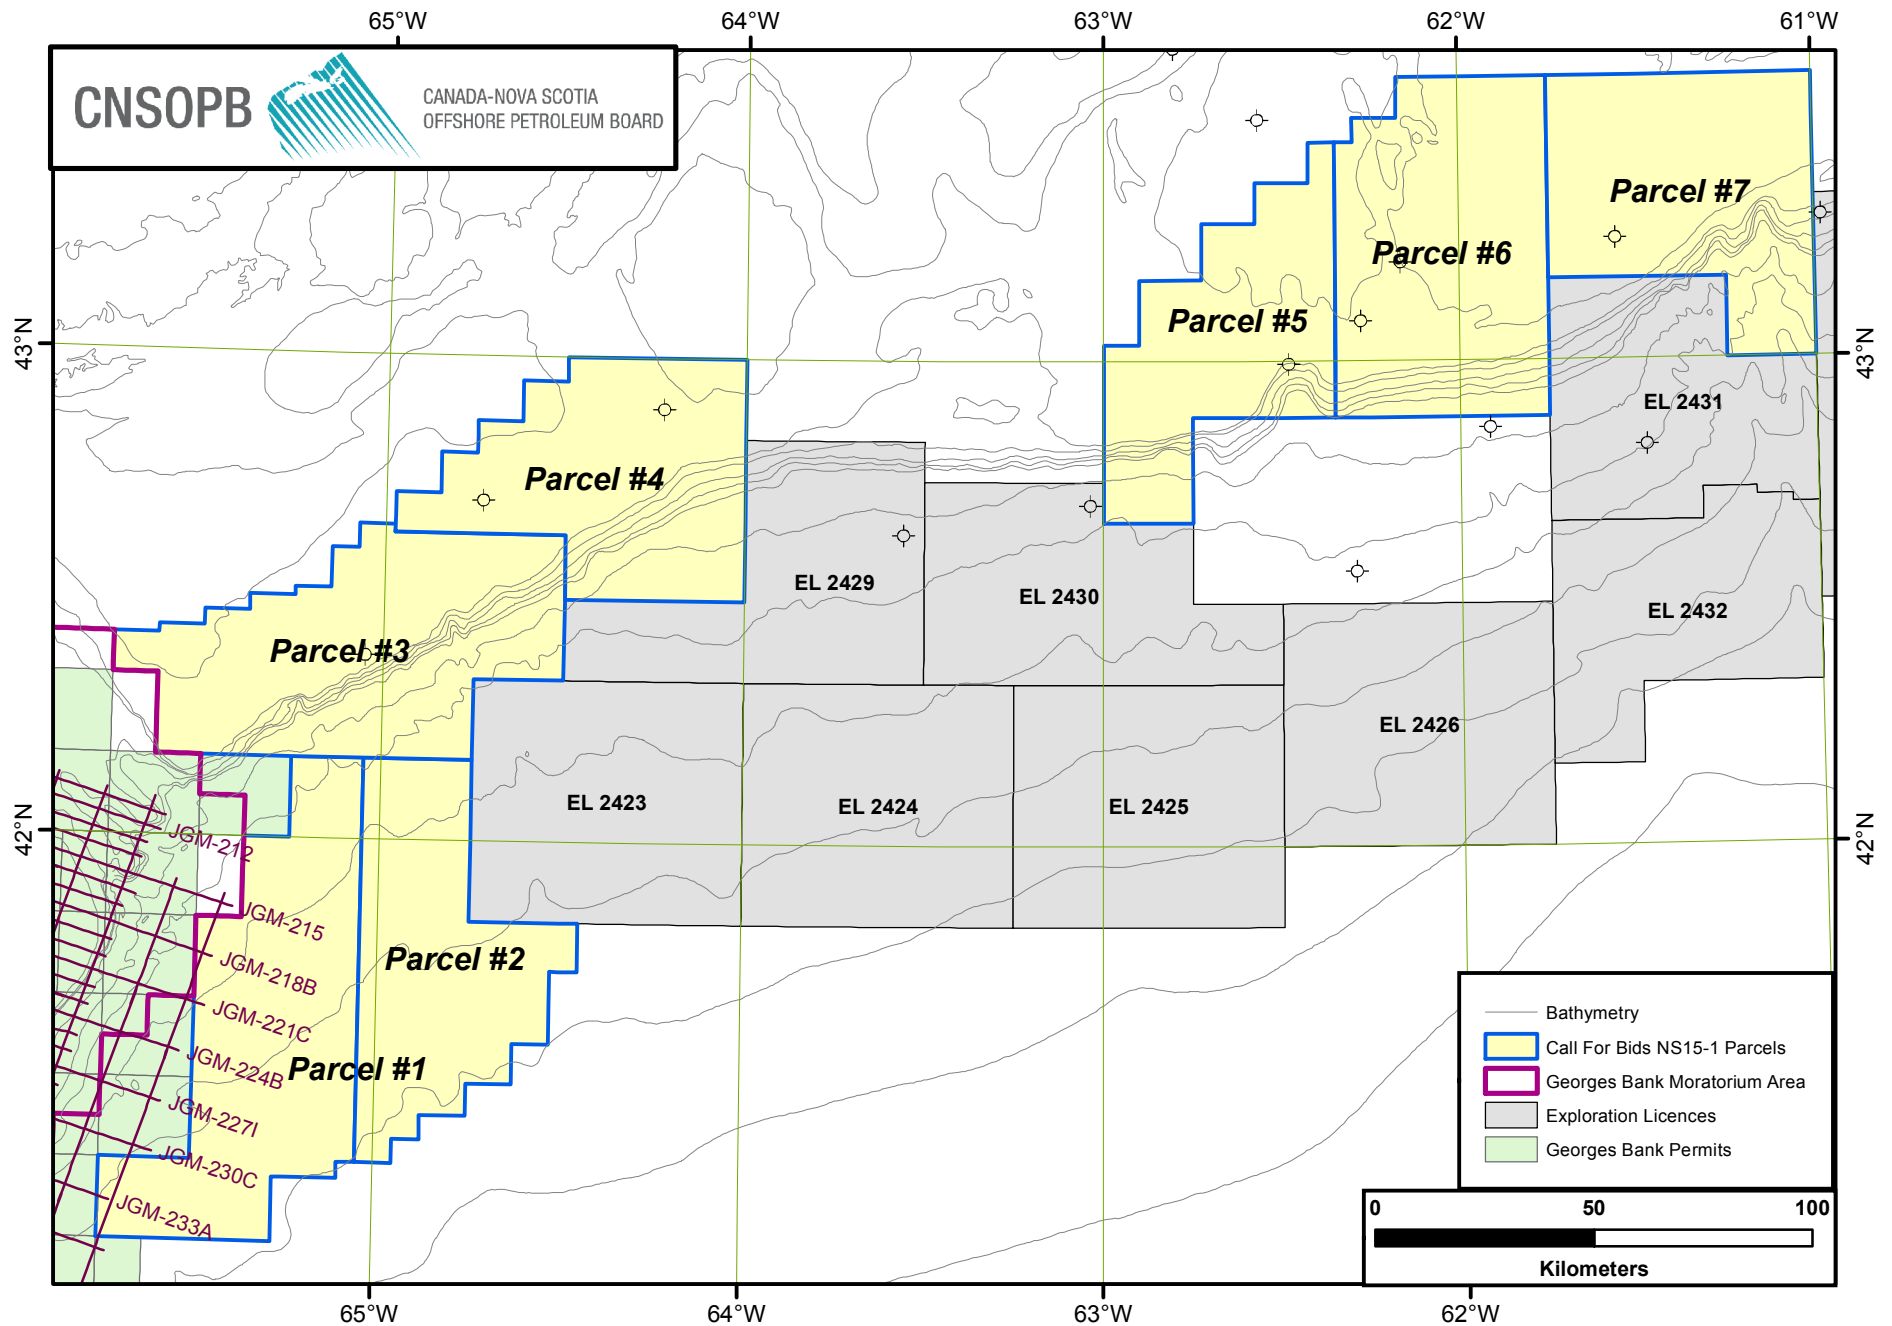 65°W
64°W
63°W
62°W
61°W
CNSOPB
CANADA-NOVA SCOTIA
OFFSHORE PETROLEUM BOARD
Parcel #7
Parcel #6
Parcel #5
43°N
43°N
EL 2431
Parcel #4
EL 2429
EL 2430
EL 2432
Parcel #3
EL 2426
EL 2423
EL 2424
EL 2425
42°N
42°N
JGM-212
JGM-215
Parcel #2
JGM-218B
JGM-221C
JGM-224B
Parcel #1
JGM-227I
JGM-230C
JGM-233A
Bathymetry
Call For Bids NS15-1 Parcels
Georges Bank Moratorium Area
Exploration Licences
Georges Bank Permits
0
50
100
Kilometers
65°W
64°W
63°W
62°W